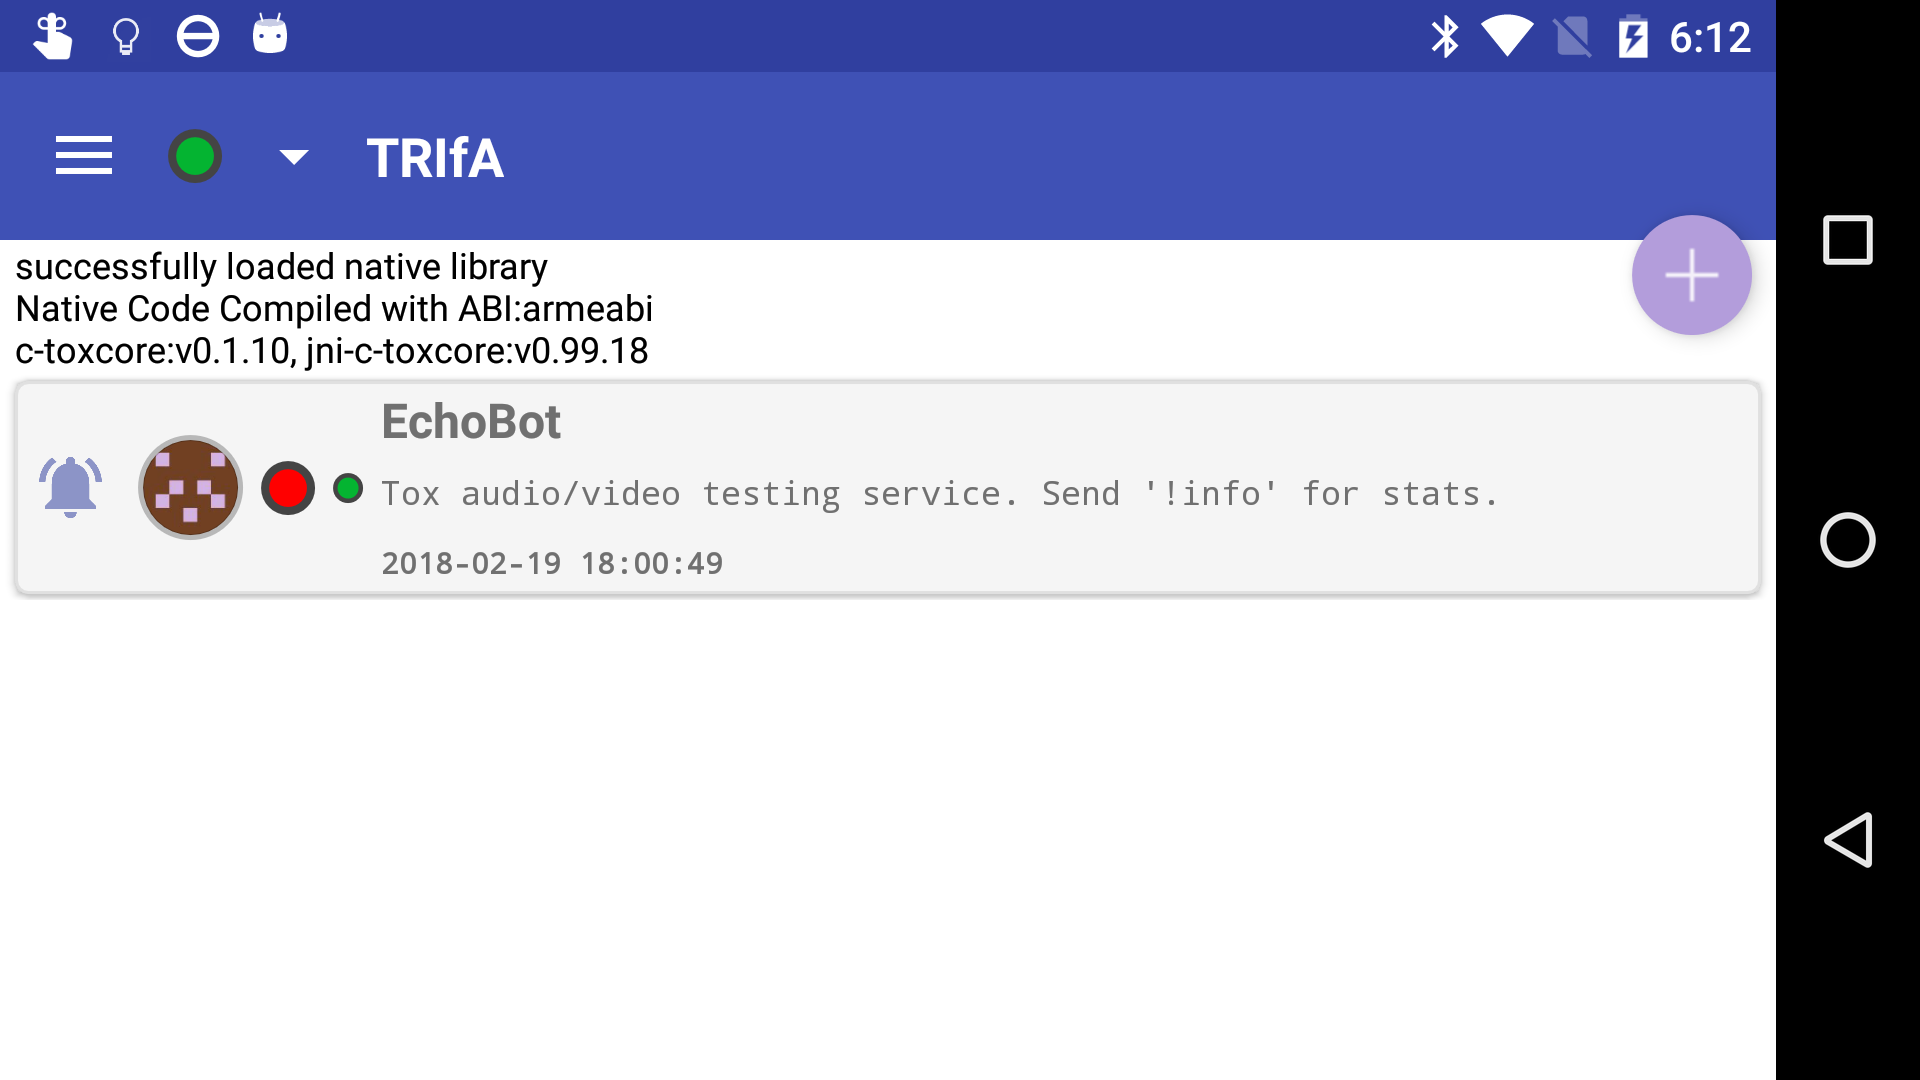 6:12
TRIfA
successfully loaded native library
Native Code Compiled with ABI:armeabi
c-toxcore:v0.1.10, jni-c-toxcore:v0.99.18
EchoBot
Tox audio/video testing service. Send '!info' for stats.
2018-02-19 18:00:49